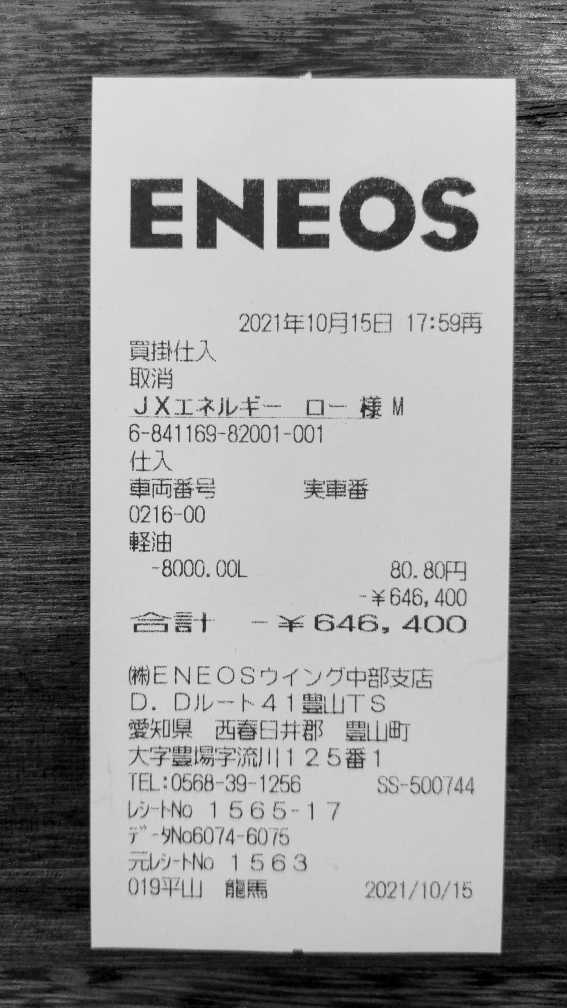 ENEOS
2021年10月15日 17:59再
買掛仕入
取消
JXエネルギー ロー 様 M
6-841169-82001-001
仕入
車両番号 実車番
0216-00
軽油
-8000.00L 80.80円
-¥646,400
合計 -¥646,400
㈱ENEOSウイング中部支店
D.Dルート41豊山TS
愛知県 西春日井郡 豊山町
大字豊場字流川125番1
TEL:0568-39-1256 SS-500744
ﾚｼｰﾄNo 1565-17
ﾃﾞｰﾀNo6074-6075
元ﾚｼｰﾄNo 1563
019平山 龍馬 2021/10/15